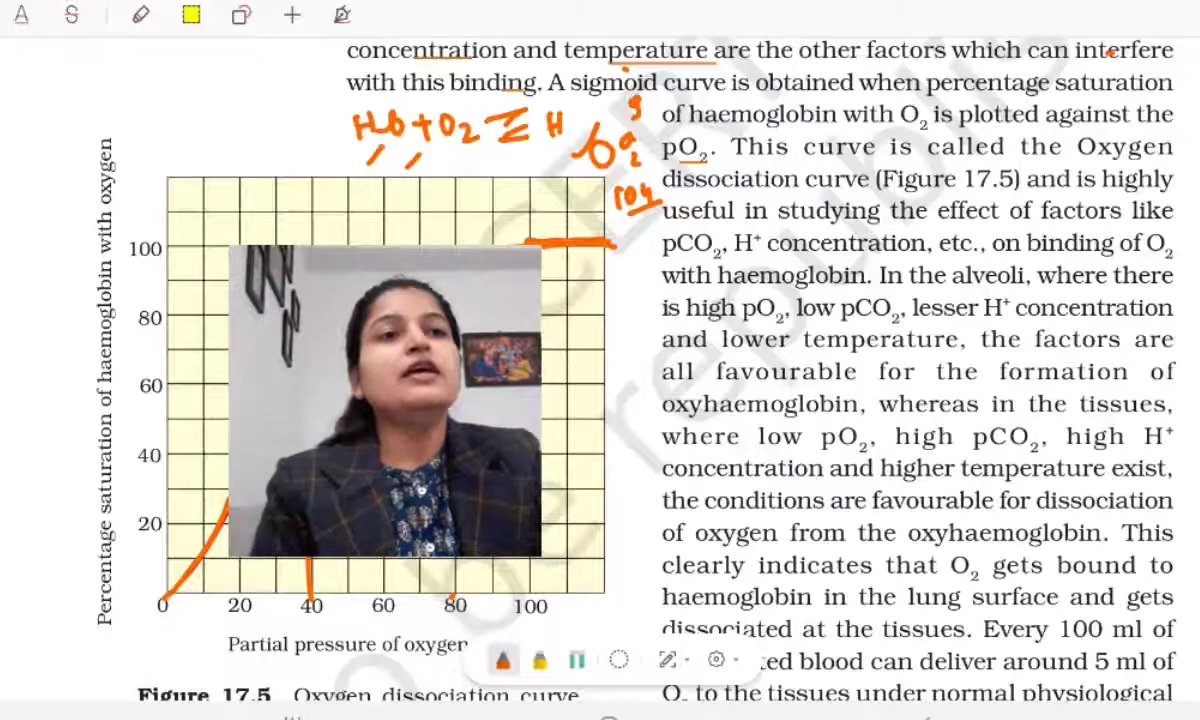 concentration and temperature are the other factors which can interfere
with this binding. A sigmoid curve is obtained when percentage saturation
of haemoglobin with O₂ is plotted against the
pO₂. This curve is called the Oxygen
dissociation curve (Figure 17.5) and is highly
useful in studying the effect of factors like
pCO₂, H⁺ concentration, etc., on binding of O₂
with haemoglobin. In the alveoli, where there
is high pO₂, low pCO₂, lesser H⁺ concentration
and lower temperature, the factors are
all favourable for the formation of
oxyhaemoglobin, whereas in the tissues,
where low pO₂, high pCO₂, high H⁺
concentration and higher temperature exist,
the conditions are favourable for dissociation
of oxygen from the oxyhaemoglobin. This
clearly indicates that O₂ gets bound to
haemoglobin in the lung surface and gets
dissociated at the tissues. Every 100 ml of
blood can deliver around 5 ml of
O₂ to the tissues under normal physiological
Hb + O₂ ⇌ H
Percentage saturation of haemoglobin with oxygen
100
80
60
40
20
0 20 40 60 80 100
Partial pressure of oxygen
Figure 17.5 Oxygen dissociation curve
be republis